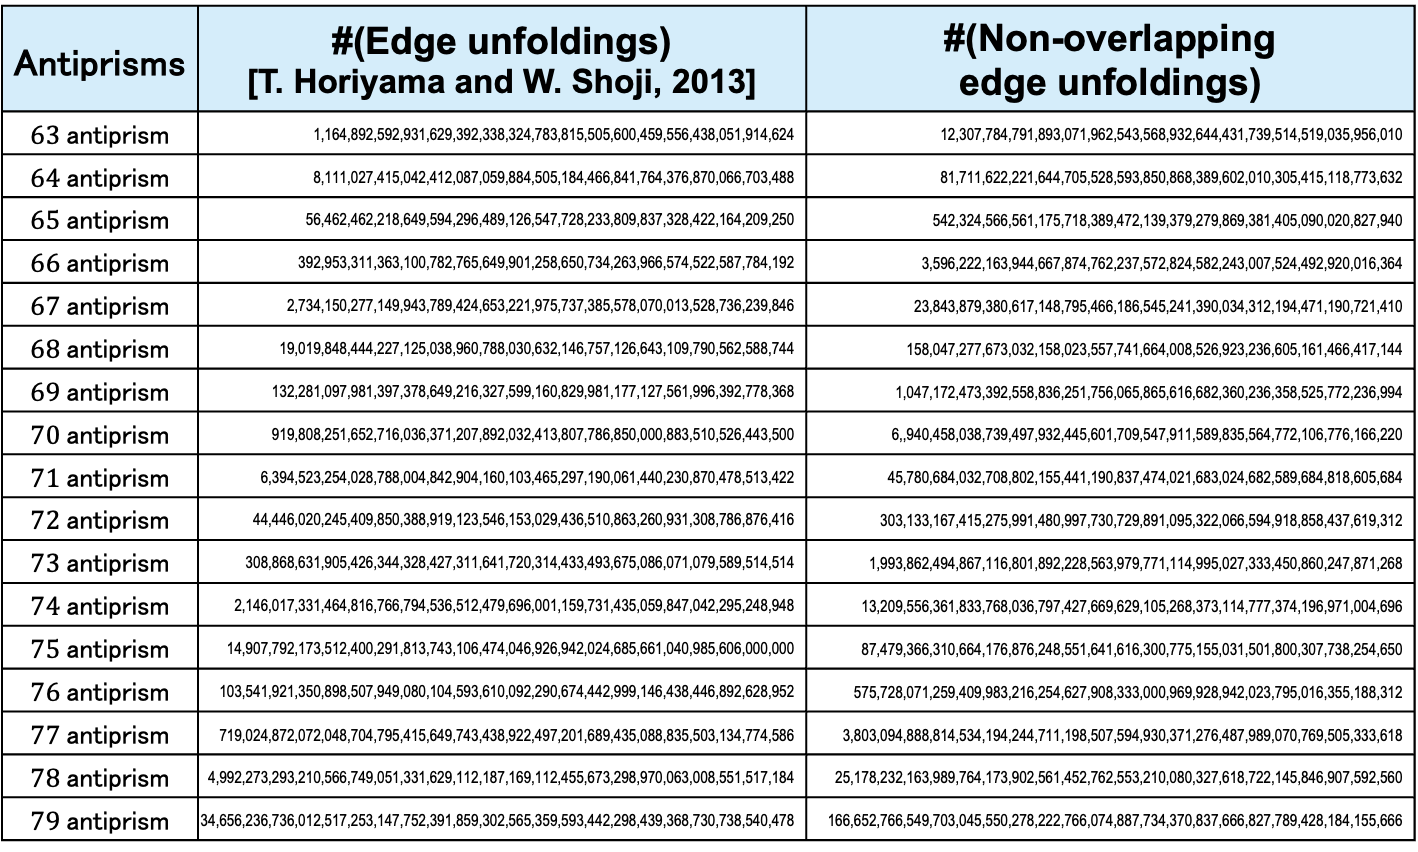 Antiprisms #(Edge unfoldings) #(Non-overlapping
[T. Horiyama and W. Shoji, 2013] edge unfoldings)
63 antiprism 1,164,892,592,931,629,392,338,324,783,815,505,600,459,556,438,051,914,624 12,307,784,791,893,071,962,543,568,932,644,431,739,514,519,035,956,010
64 antiprism 8,111,027,415,042,412,087,059,884,505,184,466,841,764,376,870,066,703,488 81,711,622,221,644,705,528,593,850,868,389,602,010,305,415,118,773,632
65 antiprism 56,462,462,218,649,594,296,489,126,547,728,233,809,837,328,422,164,209,250 542,324,566,561,175,718,389,472,139,379,279,869,381,405,090,020,827,940
66 antiprism 392,953,311,363,100,782,765,649,901,258,650,734,263,966,574,522,587,784,192 3,596,222,163,944,667,874,762,237,572,824,582,243,007,524,492,920,016,364
67 antiprism 2,734,150,277,149,943,789,424,653,221,975,737,385,578,070,013,528,736,239,846 23,843,879,380,617,148,795,466,186,545,241,390,034,312,194,471,190,721,410
68 antiprism 19,019,848,444,227,125,038,960,788,030,632,146,757,126,643,109,790,562,588,744 158,047,277,673,032,158,023,557,741,664,008,526,923,236,605,161,466,417,144
69 antiprism 132,281,097,981,397,378,649,216,327,599,160,829,981,177,127,561,996,392,778,368 1,047,172,473,392,558,836,251,756,065,865,616,682,360,236,358,525,772,236,994
70 antiprism 919,808,251,652,716,036,371,207,892,032,413,807,786,850,000,883,510,526,443,500 6,,940,458,038,739,497,932,445,601,709,547,911,589,835,564,772,106,776,166,220
71 antiprism 6,394,523,254,028,788,004,842,904,160,103,465,297,190,061,440,230,870,478,513,422 45,780,684,032,708,802,155,441,190,837,474,021,683,024,682,589,684,818,605,684
72 antiprism 44,446,020,245,409,850,388,919,123,546,153,029,436,510,863,260,931,308,786,876,416 303,133,167,415,275,991,480,997,730,729,891,095,322,066,594,918,858,437,619,312
73 antiprism 308,868,631,905,426,344,328,427,311,641,720,314,433,493,675,086,071,079,589,514,514 1,993,862,494,867,116,801,892,228,563,979,771,114,995,027,333,450,860,247,871,268
74 antiprism 2,146,017,331,464,816,766,794,536,512,479,696,001,159,731,435,059,847,042,295,248,948 13,209,556,361,833,768,036,797,427,669,629,105,268,373,114,777,374,196,971,004,696
75 antiprism 14,907,792,173,512,400,291,813,743,106,474,046,926,942,024,685,661,040,985,606,000,000 87,479,366,310,664,176,876,248,551,641,616,300,775,155,031,501,800,307,738,254,650
76 antiprism 103,541,921,350,898,507,949,080,104,593,610,092,290,674,442,999,146,438,446,892,628,952 575,728,071,259,409,983,216,254,627,908,333,000,969,928,942,023,795,016,355,188,312
77 antiprism 719,024,872,072,048,704,795,415,649,743,438,922,497,201,689,435,088,835,503,134,774,586 3,803,094,888,814,534,194,244,711,198,507,594,930,371,276,487,989,070,769,505,333,618
78 antiprism 4,992,273,293,210,566,749,051,331,629,112,187,169,112,455,673,298,970,063,008,551,517,184 25,178,232,163,989,764,173,902,561,452,762,553,210,080,327,618,722,145,846,907,592,560
79 antiprism 34,656,236,736,012,517,253,147,752,391,859,302,565,359,593,442,298,439,368,730,738,540,478 166,652,766,549,703,045,550,278,222,766,074,887,734,370,837,666,827,789,428,184,155,666